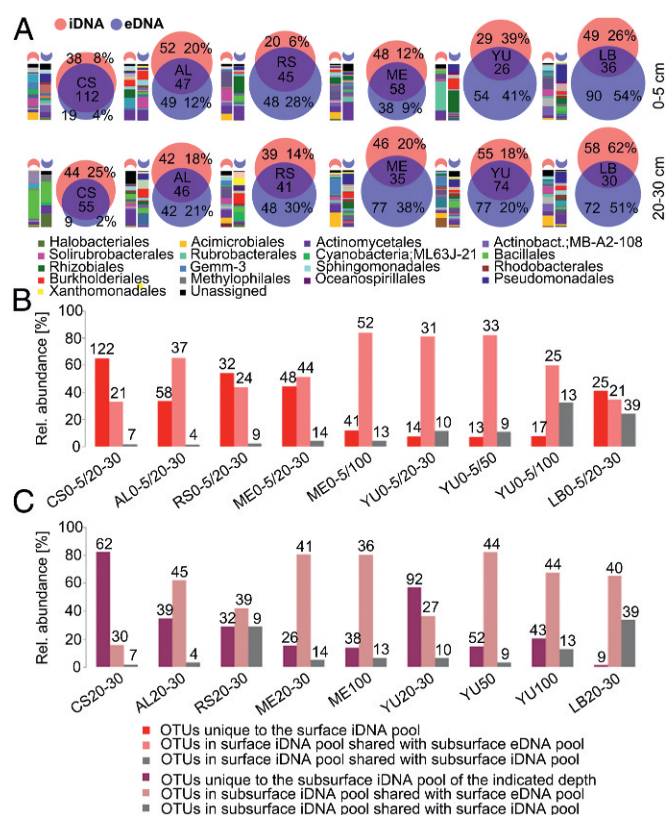 A
iDNA eDNA
38 8% 52 20% 20 6% 48 12% 29 39% 49 26%
CS AL RS ME YU LB
112 47 45 58 26 36
19 4% 49 12% 48 28% 38 9% 54 41% 90 54%
0-5 cm
44 25% 42 18% 39 14% 46 20% 55 18% 58 62%
CS AL RS ME YU LB
55 46 41 35 74 30
9 2% 42 21% 48 30% 77 38% 77 20% 72 51%
20-30 cm
Halobacteriales Acimicrobiales Actinomycetales Actinobact.;MB-A2-108
Solirubrobacterales Rubrobacterales Cyanobacteria;ML63J-21 Bacillales
Rhizobiales Gemm-3 Sphingomonadales Rhodobacterales
Burkholderiales Methylophilales Oceanospirillales Pseudomonadales
Xanthomonadales Unassigned
B
Rel. abundance [%]
80
60
40
20
0
122 21 7 58 37 4 32 24 9 48 44 14 41 52 13 14 31 10 13 33 9 17 25 13 25 21 39
CS0-5/20-30 AL0-5/20-30 RS0-5/20-30 ME0-5/20-30 ME0-5/100 YU0-5/20-30 YU0-5/50 YU0-5/100 LB0-5/20-30
C
Rel. abundance [%]
80
60
40
20
0
62 30 7 39 45 4 32 39 9 26 41 14 38 36 13 92 27 10 52 44 9 43 44 13 9 40 39
CS20-30 AL20-30 RS20-30 ME20-30 ME100 YU20-30 YU50 YU100 LB20-30
OTUs unique to the surface iDNA pool
OTUs in surface iDNA pool shared with subsurface eDNA pool
OTUs in surface iDNA pool shared with subsurface iDNA pool
OTUs unique to the subsurface iDNA pool of the indicated depth
OTUs in subsurface iDNA pool shared with surface eDNA pool
OTUs in subsurface iDNA pool shared with surface iDNA pool